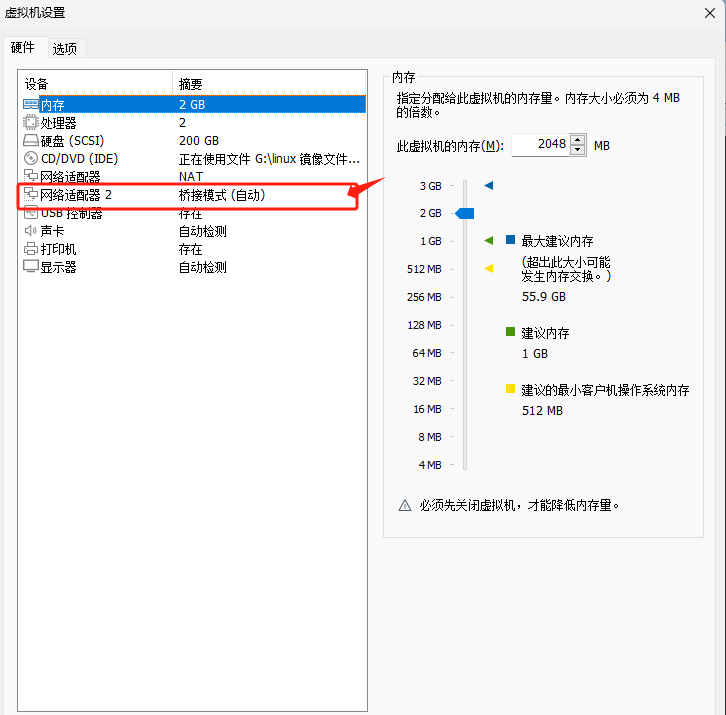 虚拟机设置
硬件 选项
设备 摘要
内存 2 GB
处理器 2
硬盘 (SCSI) 200 GB
CD/DVD (IDE) 正在使用文件 G:\linux 镜像文件...
网络适配器 NAT
网络适配器 2 桥接模式 (自动)
USB 控制器 存在
声卡 自动检测
打印机 存在
显示器 自动检测
内存
指定分配给此虚拟机的内存量。内存大小必须为 4 MB
的倍数。
此虚拟机的内存(M): 2048 MB
3 GB
2 GB
1 GB
512 MB
256 MB
128 MB
64 MB
32 MB
16 MB
8 MB
4 MB
最大建议内存
(超出此大小可能
发生内存交换。)
55.9 GB
建议内存
1 GB
建议的最小客户机操作系统内存
512 MB
必须先关闭虚拟机，才能降低内存量。